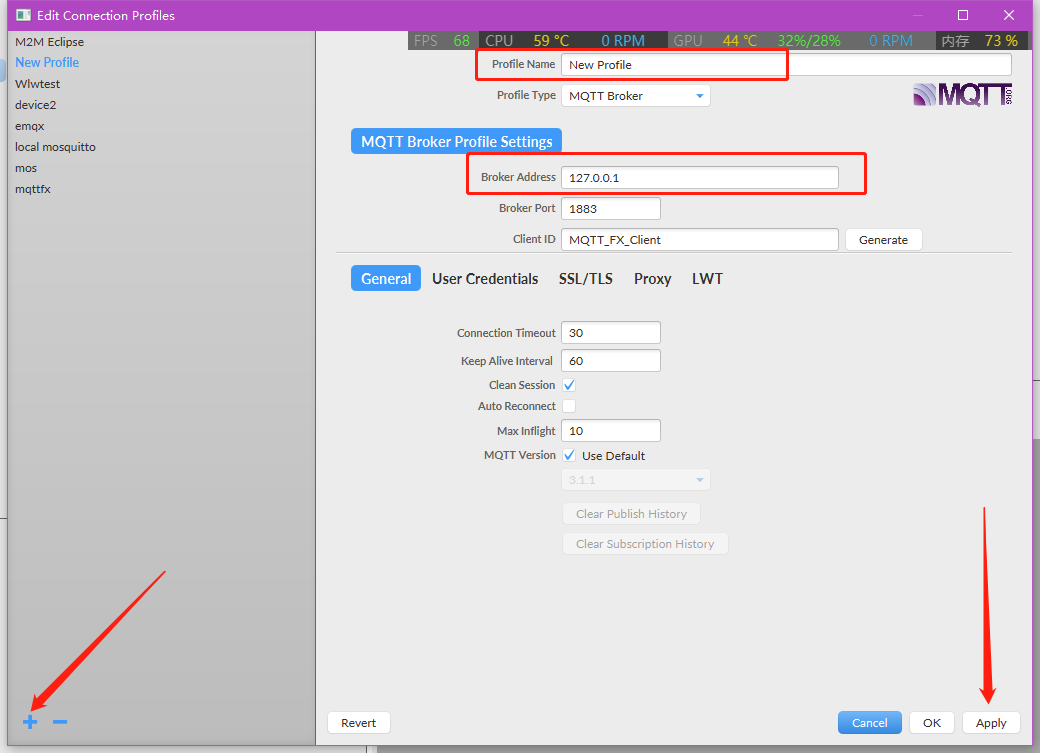 Edit Connection Profiles
M2M Eclipse
New Profile
Wlwtest
device2
emqx
local mosquitto
mos
mqttfx
FPS 68 CPU 59 °C 0 RPM GPU 44 °C 32%/28% 0 RPM 内存 73 %
Profile Name New Profile
Profile Type MQTT Broker
MQTT.ORG
MQTT Broker Profile Settings
Broker Address 127.0.0.1
Broker Port 1883
Client ID MQTT_FX_Client Generate
General User Credentials SSL/TLS Proxy LWT
Connection Timeout 30
Keep Alive Interval 60
Clean Session
Auto Reconnect
Max Inflight 10
MQTT Version Use Default
3.1.1
Clear Publish History
Clear Subscription History
Revert Cancel OK Apply